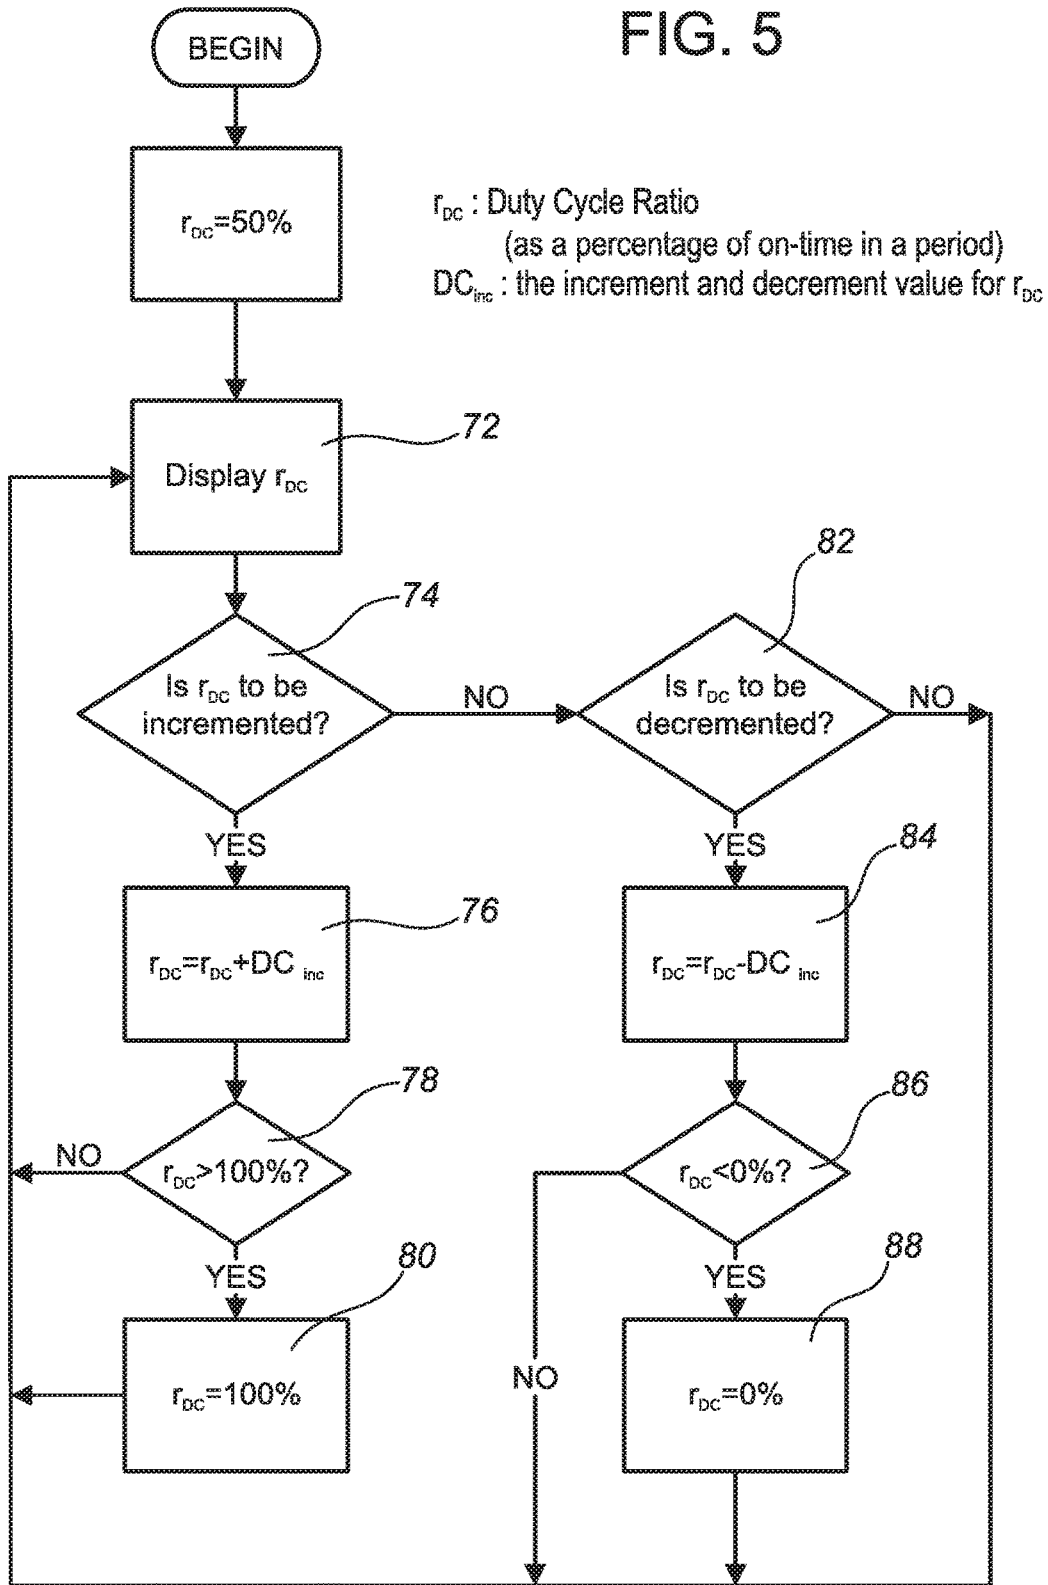 FIG. 5
BEGIN
r_DC=50%
r_DC : Duty Cycle Ratio
(as a percentage of on-time in a period)
DC_inc : the increment and decrement value for r_DC
72
Display r_DC
74
82
Is r_DC to be
incremented?
NO
Is r_DC to be
decremented?
NO
YES
YES
76
84
r_DC=r_DC+DC_inc
r_DC=r_DC-DC_inc
78
86
NO
r_DC>100%?
r_DC<0%?
YES
YES
80
88
NO
r_DC=100%
r_DC=0%